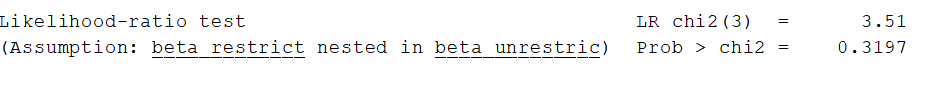 Likelihood-ratio test LR chi2(3) = 3.51
(Assumption: beta_restrict nested in beta_unrestric) Prob > chi2 = 0.3197